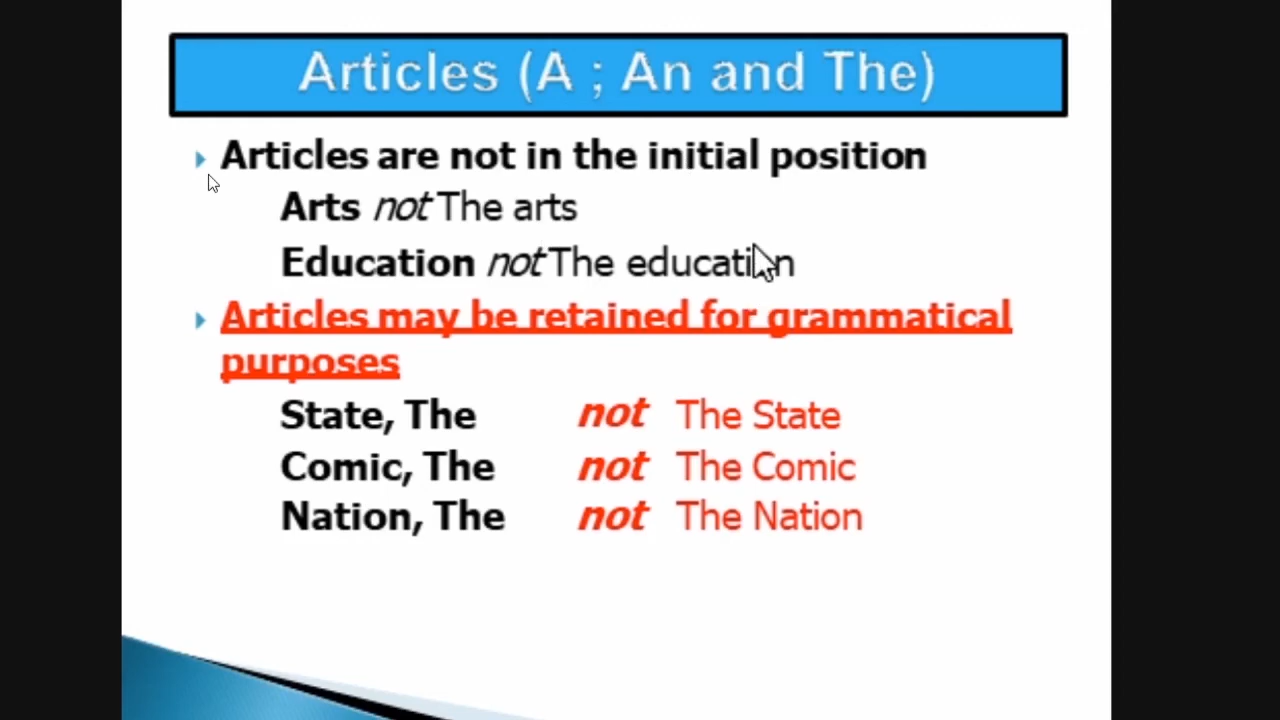 Articles (A ; An and The)
Articles are not in the initial position
Arts not The arts
Education not The education
Articles may be retained for grammatical
purposes
State, The not The State
Comic, The not The Comic
Nation, The not The Nation